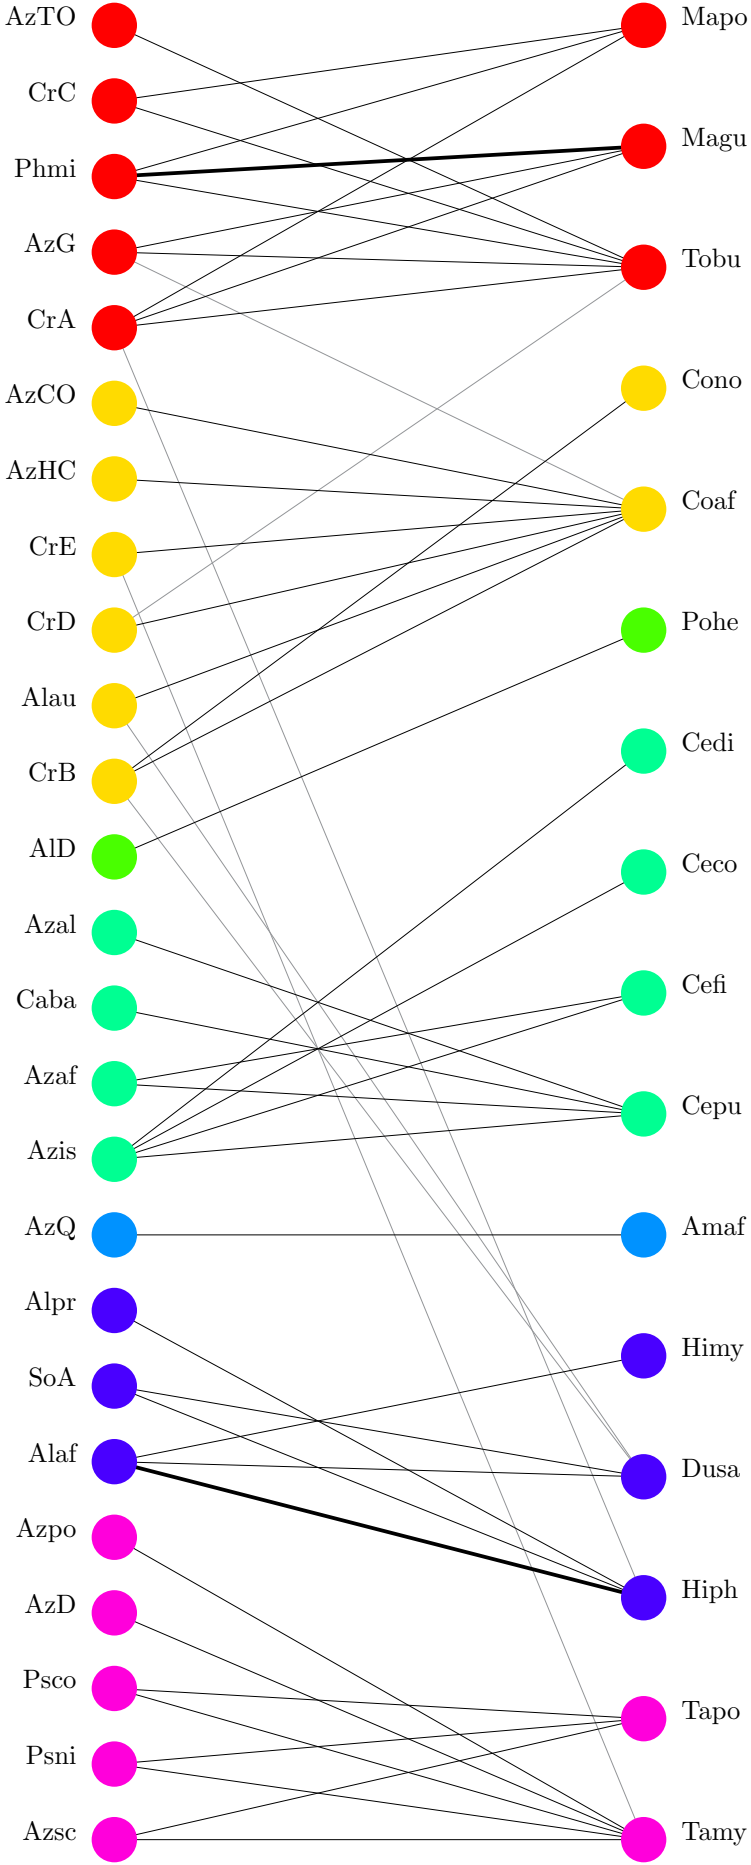 AzTO
CrC
Phmi
AzG
CrA
AzCO
AzHC
CrE
CrD
Alau
CrB
AlD
Azal
Caba
Azaf
Azis
AzQ
Alpr
SoA
Alaf
Azpo
AzD
Psco
Psni
Azsc
Mapo
Magu
Tobu
Cono
Coaf
Pohe
Cedi
Ceco
Cefi
Cepu
Amaf
Himy
Dusa
Hiph
Tapo
Tamy